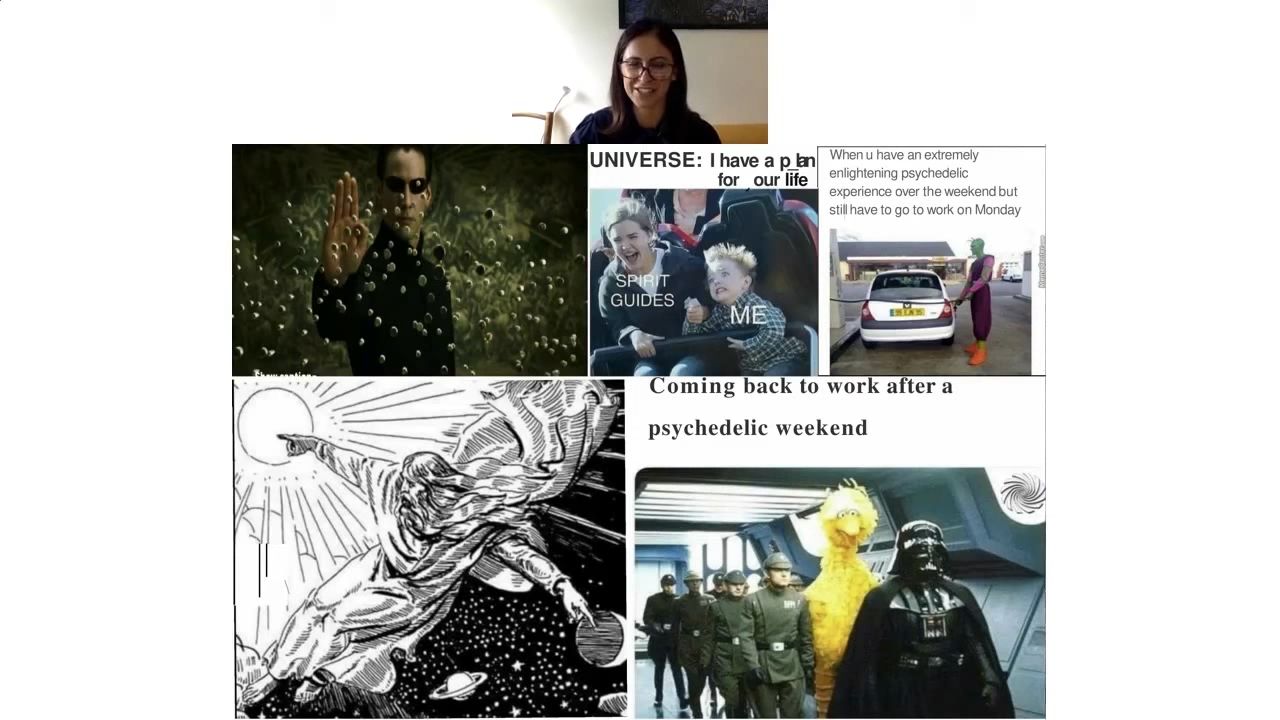 UNIVERSE: I have a plan
for our life
When u have an extremely
enlightening psychedelic
experience over the weekend but
still have to go to work on Monday
SPIRIT
GUIDES
ME
Coming back to work after a
psychedelic weekend